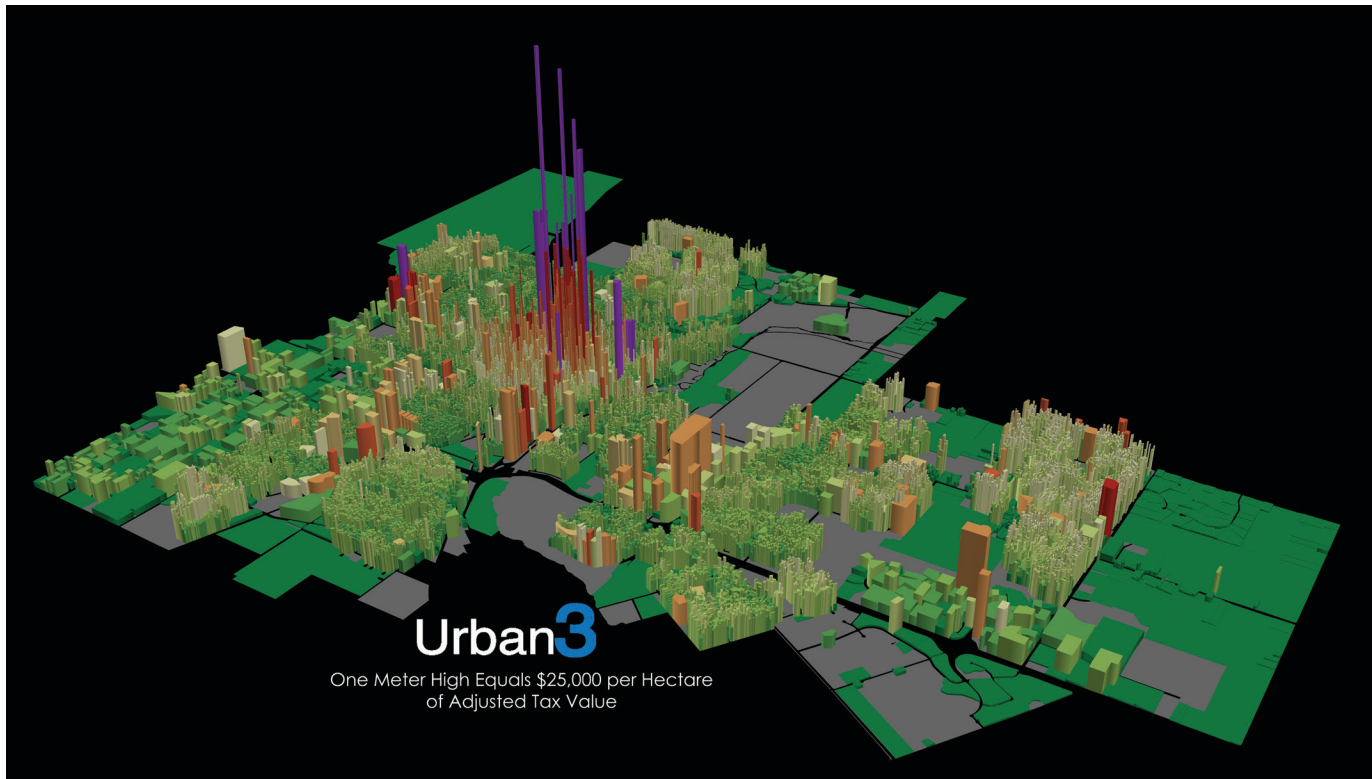 Urban3
One Meter High Equals $25,000 per Hectare
of Adjusted Tax Value